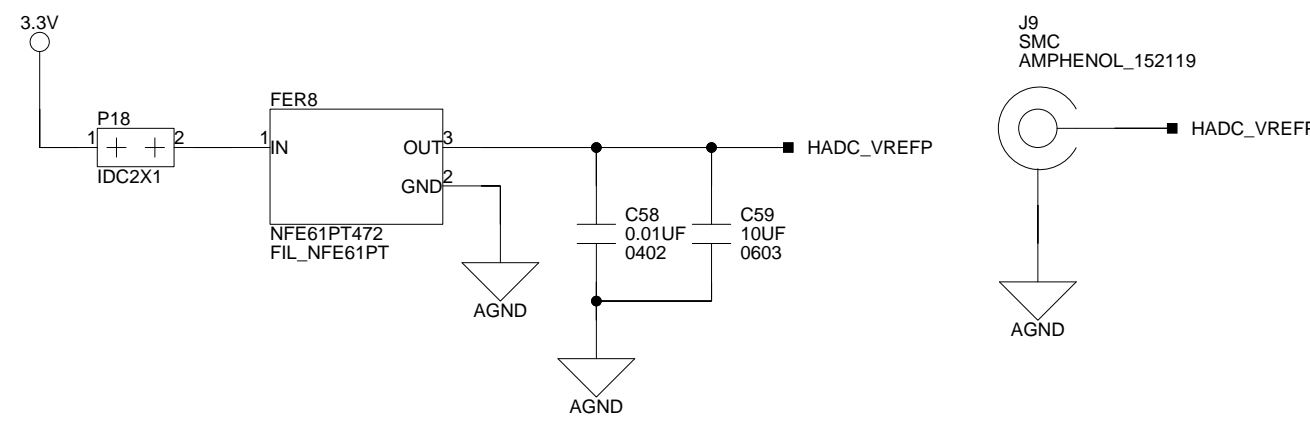 3.3V
P18
1
2
IDC2X1
FER8
1
IN
OUT
3
GND
2
NFE61PT472
FIL_NFE61PT
AGND
C58
0.01UF
0402
C59
10UF
0603
AGND
HADC_VREFP
J9
SMC
AMPHENOL_152119
HADC_VREFP
AGND